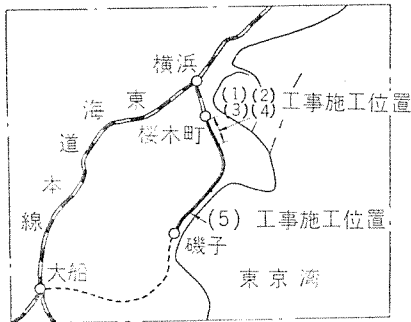 横浜
東海道本線
桜木町
(1)(2)
(3)(4)
工事施工位置
(5) 工事施工位置
磯子
大船
東京湾